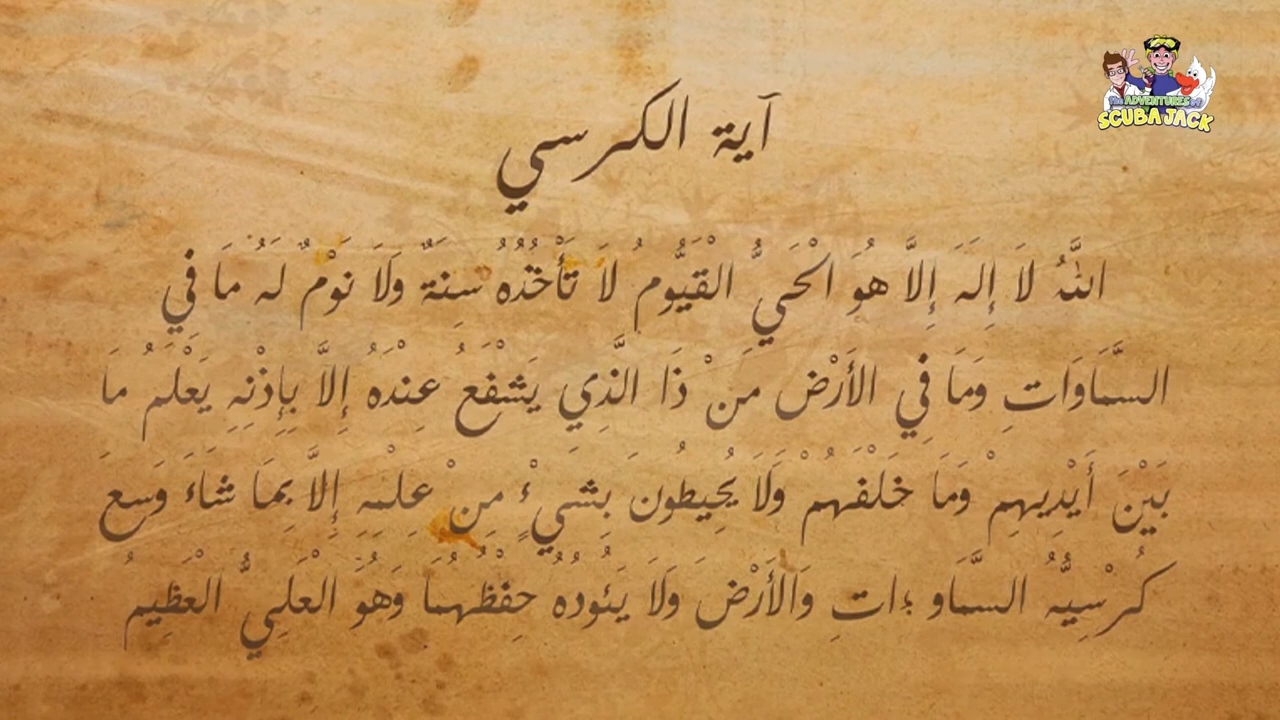 آية الكرسي
THE ADVENTURES OF
SCUBA JACK
اللَّهُ لَا إِلَهَ إِلَّا هُوَ الْحَيُّ الْقَيُّومُ لَا تَأْخُذُهُ سِنَةٌ وَلَا نَوْمٌ لَهُ مَا فِي
السَّمَاوَاتِ وَمَا فِي الْأَرْضِ مَنْ ذَا الَّذِي يَشْفَعُ عِنْدَهُ إِلَّا بِإِذْنِهِ يَعْلَمُ مَا
بَيْنَ أَيْدِيهِمْ وَمَا خَلْفَهُمْ وَلَا يُحِيطُونَ بِشَيْءٍ مِنْ عِلْمِهِ إِلَّا بِمَا شَاءَ وَسِعَ
كُرْسِيُّهُ السَّمَاو ؛اتِ وَالْأَرْضَ وَلَا يَئُودُهُ حِفْظُهُمَا وَهُوَ الْعَلِيُّ الْعَظِيمُ